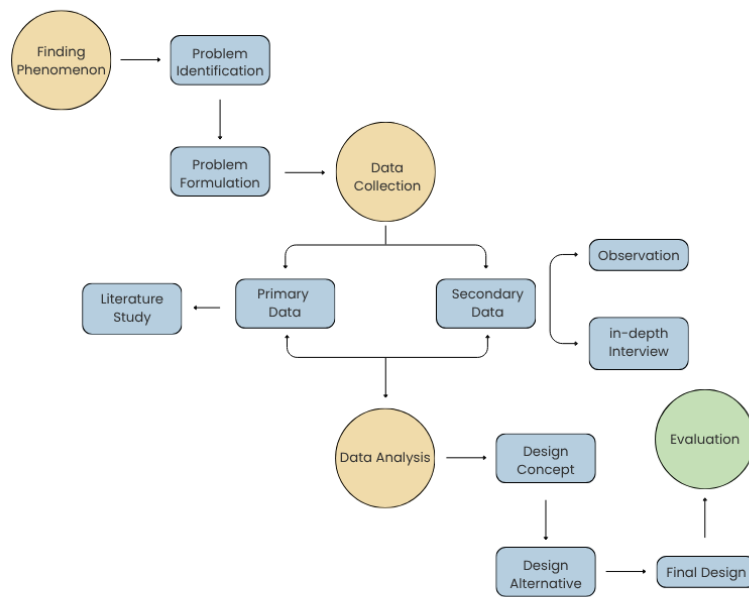 Finding
Phenomenon
Problem
Identification
Problem
Formulation
Data
Collection
Literature
Study
Primary
Data
Secondary
Data
Observation
in-depth
Interview
Data Analysis
Design
Concept
Evaluation
Design
Alternative
Final Design